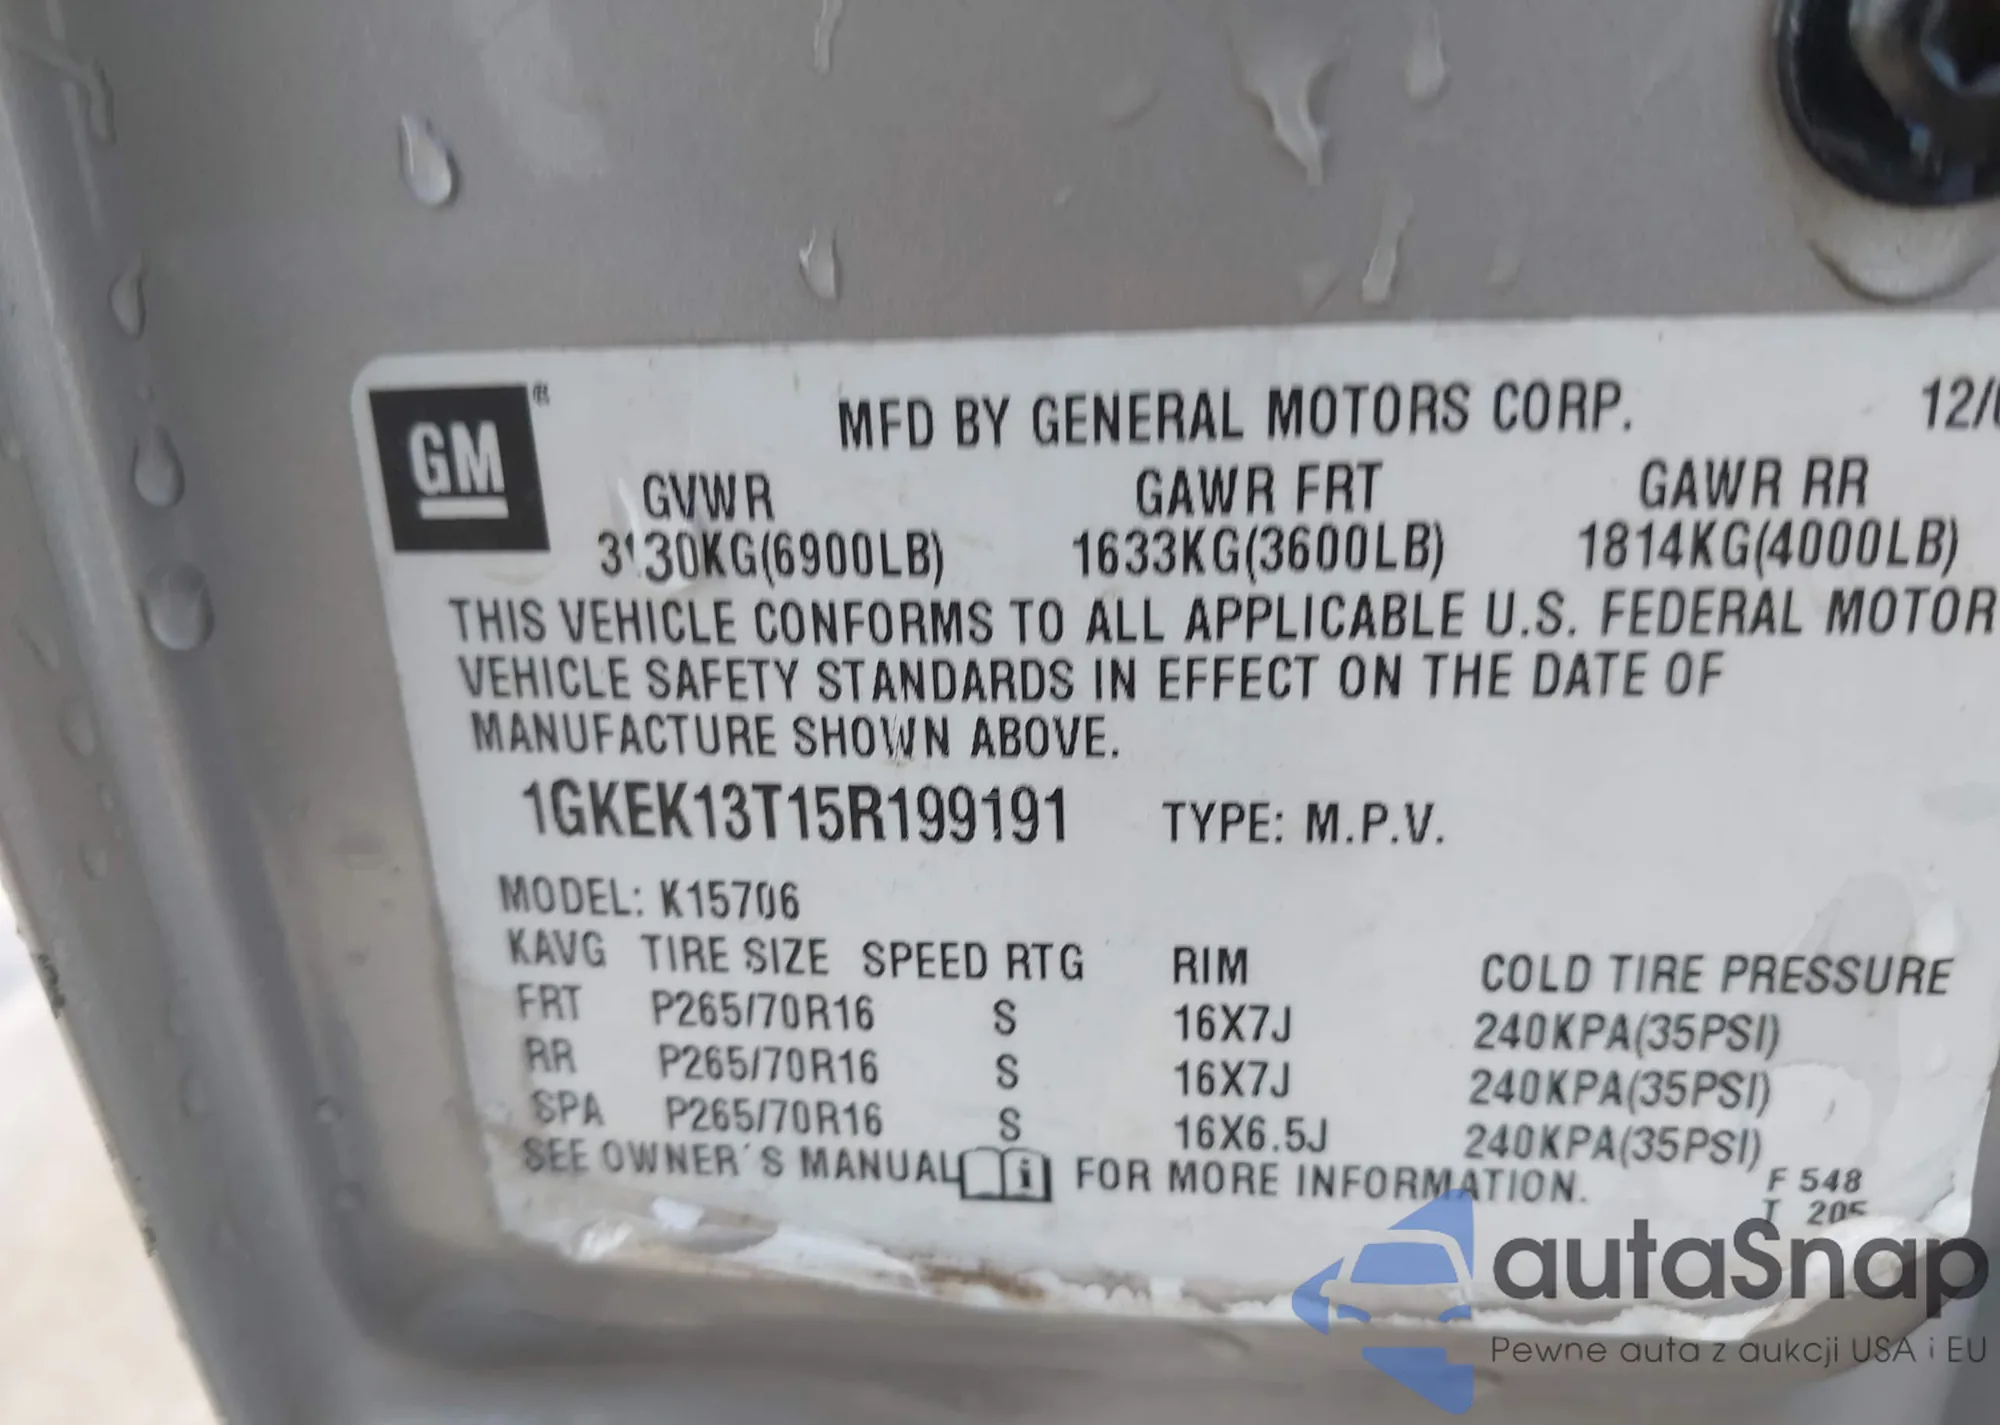 GM ®
MFD BY GENERAL MOTORS CORP. 12/
GVWR GAWR FRT GAWR RR
3130KG(6900LB) 1633KG(3600LB) 1814KG(4000LB)
THIS VEHICLE CONFORMS TO ALL APPLICABLE U.S. FEDERAL MOTOR
VEHICLE SAFETY STANDARDS IN EFFECT ON THE DATE OF
MANUFACTURE SHOWN ABOVE.
1GKEK13T15R199191 TYPE: M.P.V.
MODEL: K15706
KAVG TIRE SIZE SPEED RTG RIM COLD TIRE PRESSURE
FRT P265/70R16 S 16X7J 240KPA(35PSI)
RR P265/70R16 S 16X7J 240KPA(35PSI)
SPA P265/70R16 S 16X6.5J 240KPA(35PSI)
SEE OWNER'S MANUAL i FOR MORE INFORMATION.
F 548
T 205
autaSnap
Pewne auta z aukcji USA i EU